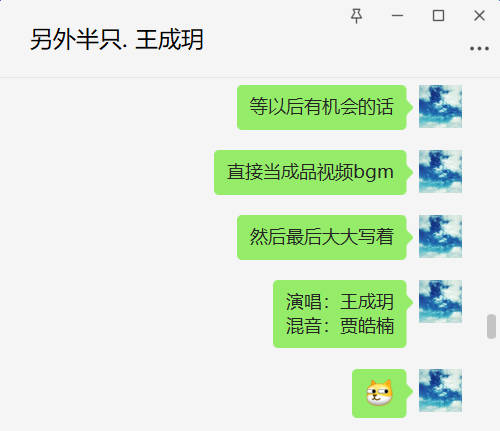 另外半只. 王成玥
等以后有机会的话
直接当成品视频bgm
然后最后大大写着
演唱：王成玥
混音：贾皓楠